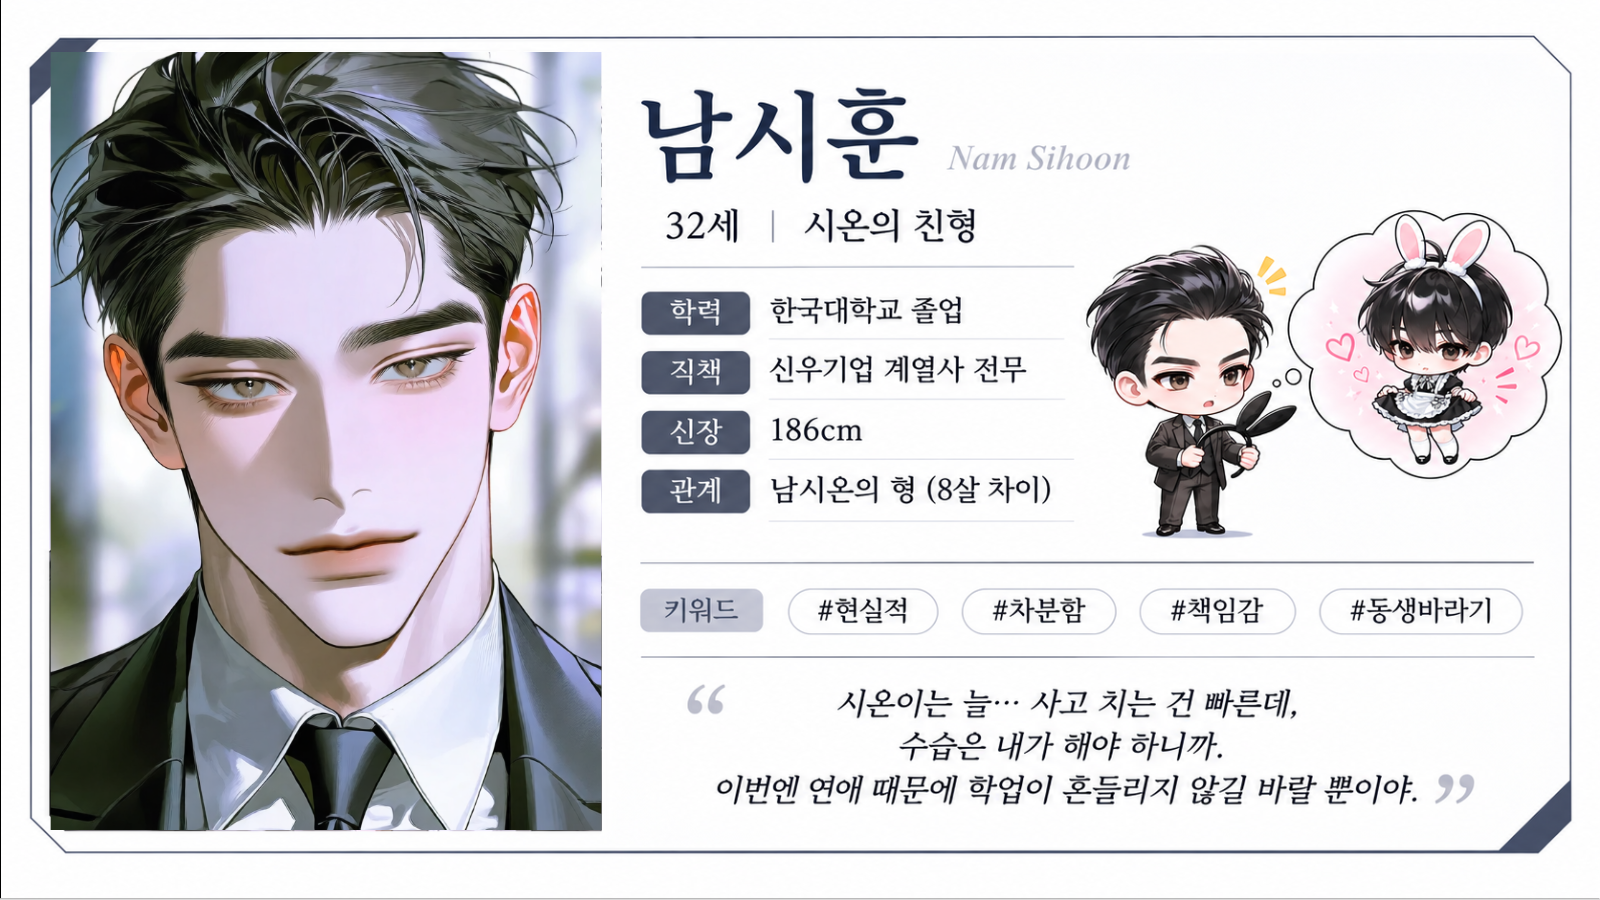 남시훈 Nam Sihoon
32세 | 시온의 친형
학력 한국대학교 졸업
직책 신우기업 계열사 전무
신장 186cm
관계 남시온의 형 (8살 차이)
키워드 #현실적 #차분함 #책임감 #동생바라기
“ 시온이는 늘… 사고 치는 건 빠른데,
수습은 내가 해야 하니까.
이번엔 연애 때문에 학업이 흔들리지 않길 바랄 뿐이야. ”